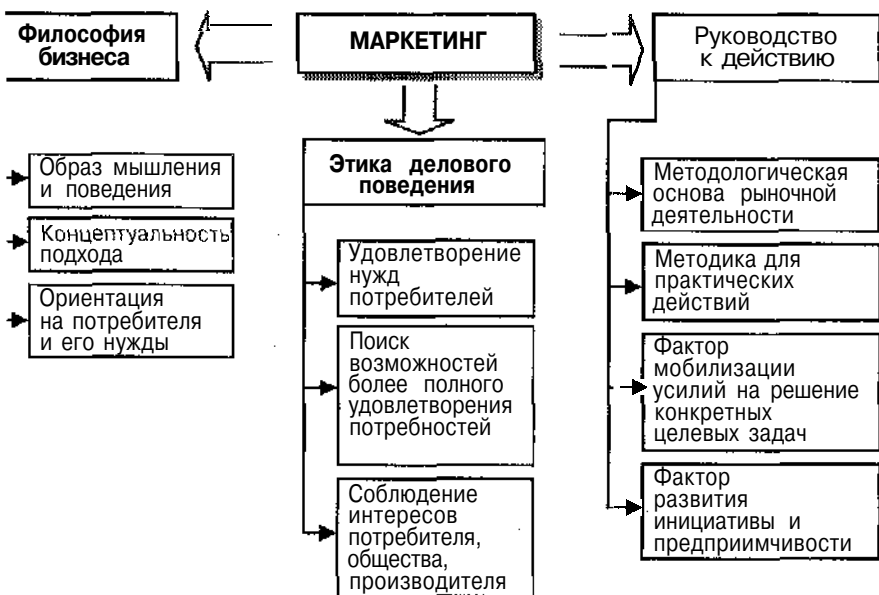 Философия
бизнеса
МАРКЕТИНГ
Руководство
к действию
Образ мышления
и поведения
Концептуальность
подхода
Ориентация
на потребителя
и его нужды
Этика делового
поведения
Удовлетворение
нужд
потребителей
Поиск
возможностей
более полного
удовлетворения
потребностей
Соблюдение
интересов
потребителя,
общества,
производителя
Методологическая
основа рыночной
деятельности
Методика для
практических
действий
Фактор
мобилизации
усилий на решение
конкретных
целевых задач
Фактор
развития
инициативы и
предприимчивости